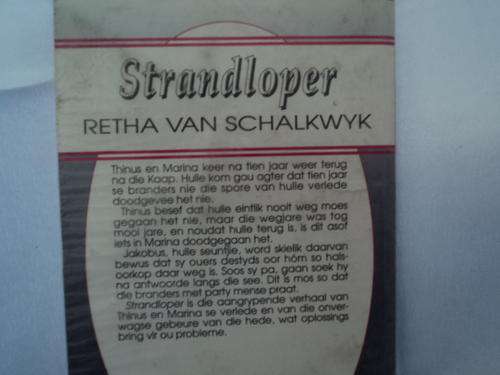 Strandloper
RETHA VAN SCHALKWYK
Thinus en Marina keer na tien jaar weer terug
na die Kaap. Hulle kom gou agter dat tien jaar
se branders nie die spore van hulle verlede
doodgevee het nie.
Thinus besef dat hulle eintlik nooit weg moes
gegaan het nie, maar die wegjare was tog
mooi jare, en noudat hulle terug is, is dit asof
iets in Marina doodgegaan het.
Jakobus, hulle seuntjie, word skielik daarvan
bewus dat sy ouers destyds oor hóm so hals-
oorkop daar weg is. Soos sy pa, gaan soek hy
na antwoorde langs die see. Dit is mos so dat
die branders met party mense praat.
Strandloper is die aangrypende verhaal van
Thinus en Marina se verlede en van die onver-
wagse gebeure van die hede, wat oplossings
bring vir ou probleme.